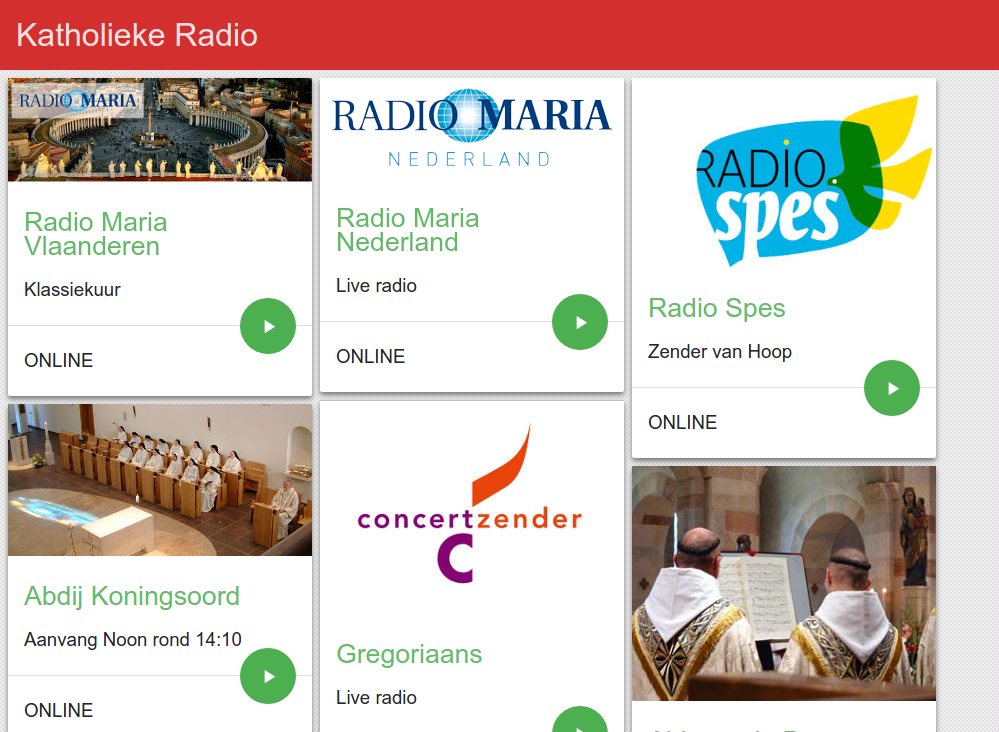 Katholieke Radio
RADIO MARIA
Radio Maria
Vlaanderen
Klassiekuur
ONLINE
RADIO MARIA
NEDERLAND
Radio Maria
Nederland
Live radio
ONLINE
RADIO
spes
Radio Spes
Zender van Hoop
ONLINE
Abdij Koningsoord
Aanvang Noon rond 14:10
ONLINE
concertzender
C
Gregoriaans
Live radio